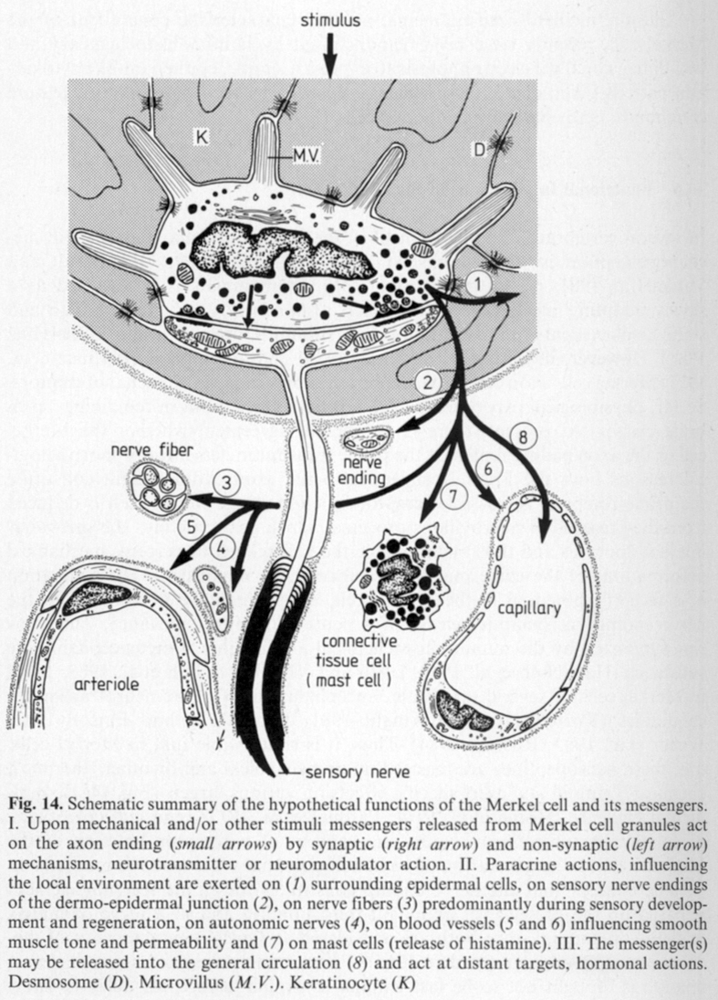 stimulus
K
M.V.
D
1
2
nerve fiber
nerve
ending
8
3
6
7
5
4
capillary
connective
tissue cell
( mast cell )
arteriole
sensory nerve
Fig. 14. Schematic summary of the hypothetical functions of the Merkel cell and its messengers.
I. Upon mechanical and/or other stimuli messengers released from Merkel cell granules act
on the axon ending (small arrows) by synaptic (right arrow) and non-synaptic (left arrow)
mechanisms, neurotransmitter or neuromodulator action. II. Paracrine actions, influencing
the local environment are exerted on (1) surrounding epidermal cells, on sensory nerve endings
of the dermo-epidermal junction (2), on nerve fibers (3) predominantly during sensory develop-
ment and regeneration, on autonomic nerves (4), on blood vessels (5 and 6) influencing smooth
muscle tone and permeability and (7) on mast cells (release of histamine). III. The messenger(s)
may be released into the general circulation (8) and act at distant targets, hormonal actions.
Desmosome (D). Microvillus (M.V.). Keratinocyte (K)